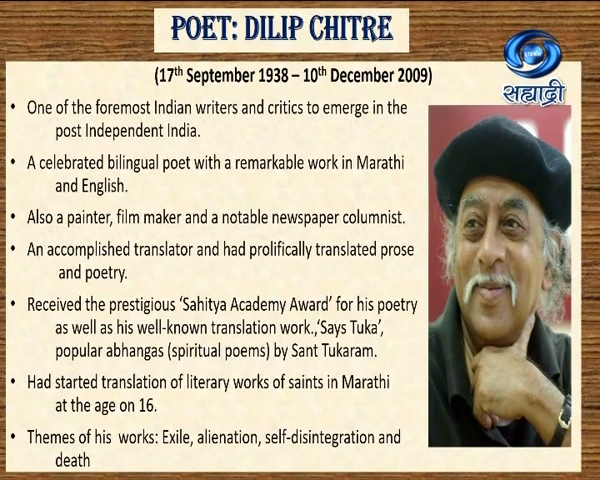 POET: DILIP CHITRE
सह्याद्री
(17th September 1938 – 10th December 2009)
• One of the foremost Indian writers and critics to emerge in the
post Independent India.
• A celebrated bilingual poet with a remarkable work in Marathi
and English.
• Also a painter, film maker and a notable newspaper columnist.
• An accomplished translator and had prolifically translated prose
and poetry.
• Received the prestigious ‘Sahitya Academy Award’ for his poetry
as well as his well-known translation work.,‘Says Tuka’,
popular abhangas (spiritual poems) by Sant Tukaram.
• Had started translation of literary works of saints in Marathi
at the age on 16.
• Themes of his works: Exile, alienation, self-disintegration and
death